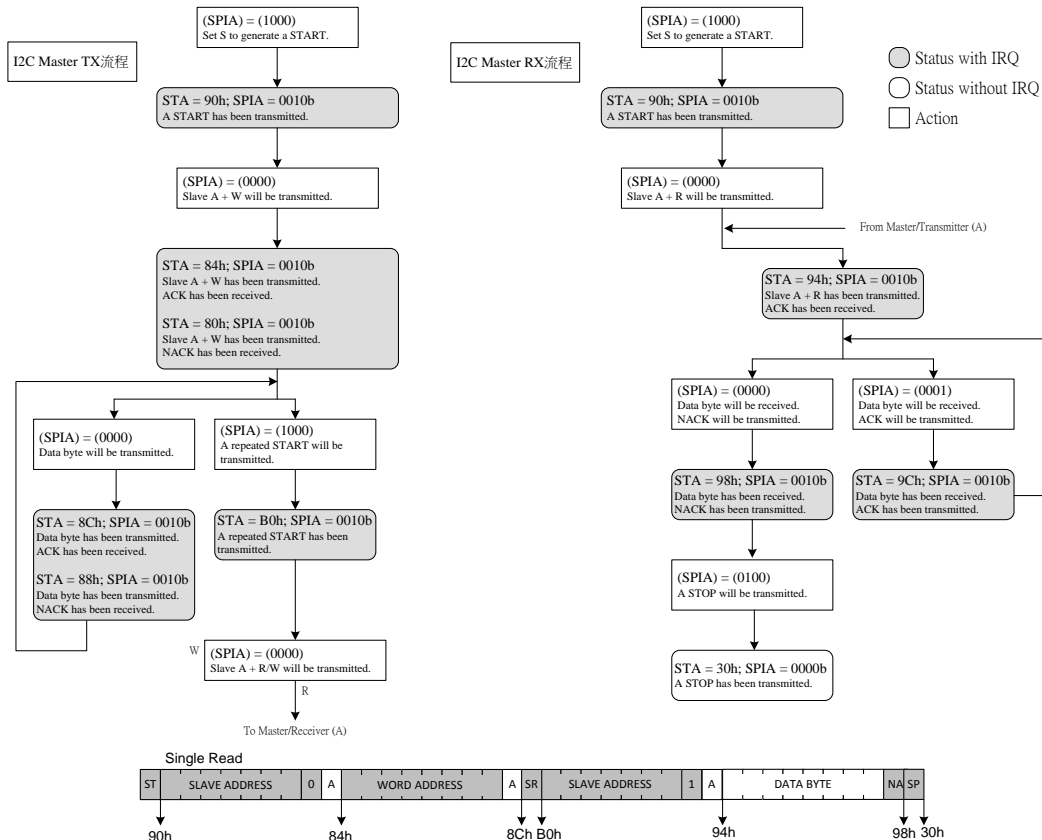 I2C Master TX流程
(SPIA) = (1000)
Set S to generate a START.
STA = 90h; SPIA = 0010b
A START has been transmitted.
(SPIA) = (0000)
Slave A + W will be transmitted.
STA = 84h; SPIA = 0010b
Slave A + W has been transmitted.
ACK has been received.
STA = 80h; SPIA = 0010b
Slave A + W has been transmitted.
NACK has been received.
(SPIA) = (0000)
Data byte will be transmitted.
(SPIA) = (1000)
A repeated START will be
transmitted.
STA = 8Ch; SPIA = 0010b
Data byte has been transmitted.
ACK has been received.
STA = 88h; SPIA = 0010b
Data byte has been transmitted.
NACK has been received.
STA = B0h; SPIA = 0010b
A repeated START has been
transmitted.
W
(SPIA) = (0000)
Slave A + R/W will be transmitted.
R
To Master/Receiver (A)
I2C Master RX流程
(SPIA) = (1000)
Set S to generate a START.
STA = 90h; SPIA = 0010b
A START has been transmitted.
(SPIA) = (0000)
Slave A + R will be transmitted.
From Master/Transmitter (A)
STA = 94h; SPIA = 0010b
Slave A + R has been transmitted.
ACK has been received.
(SPIA) = (0000)
Data byte will be received.
NACK will be transmitted.
(SPIA) = (0001)
Data byte will be received.
ACK will be transmitted.
STA = 98h; SPIA = 0010b
Data byte has been received.
NACK has been transmitted.
STA = 9Ch; SPIA = 0010b
Data byte has been received.
ACK has been transmitted.
(SPIA) = (0100)
A STOP will be transmitted.
STA = 30h; SPIA = 0000b
A STOP has been transmitted.
Status with IRQ
Status without IRQ
Action
Single Read
ST SLAVE ADDRESS 0 A WORD ADDRESS A SR SLAVE ADDRESS 1 A DATA BYTE NA SP
90h 84h 8Ch B0h 94h 98h 30h